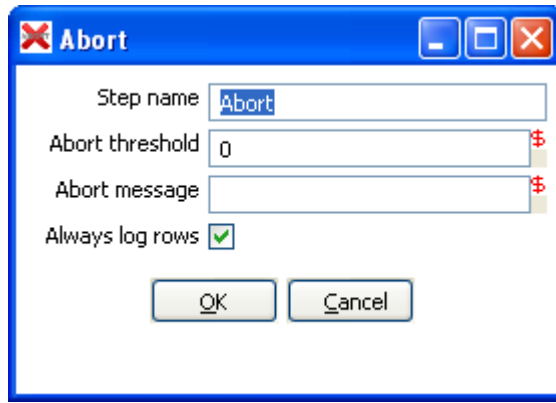 Abort
Step name Abort
Abort threshold 0 $
Abort message $
Always log rows
OK Cancel